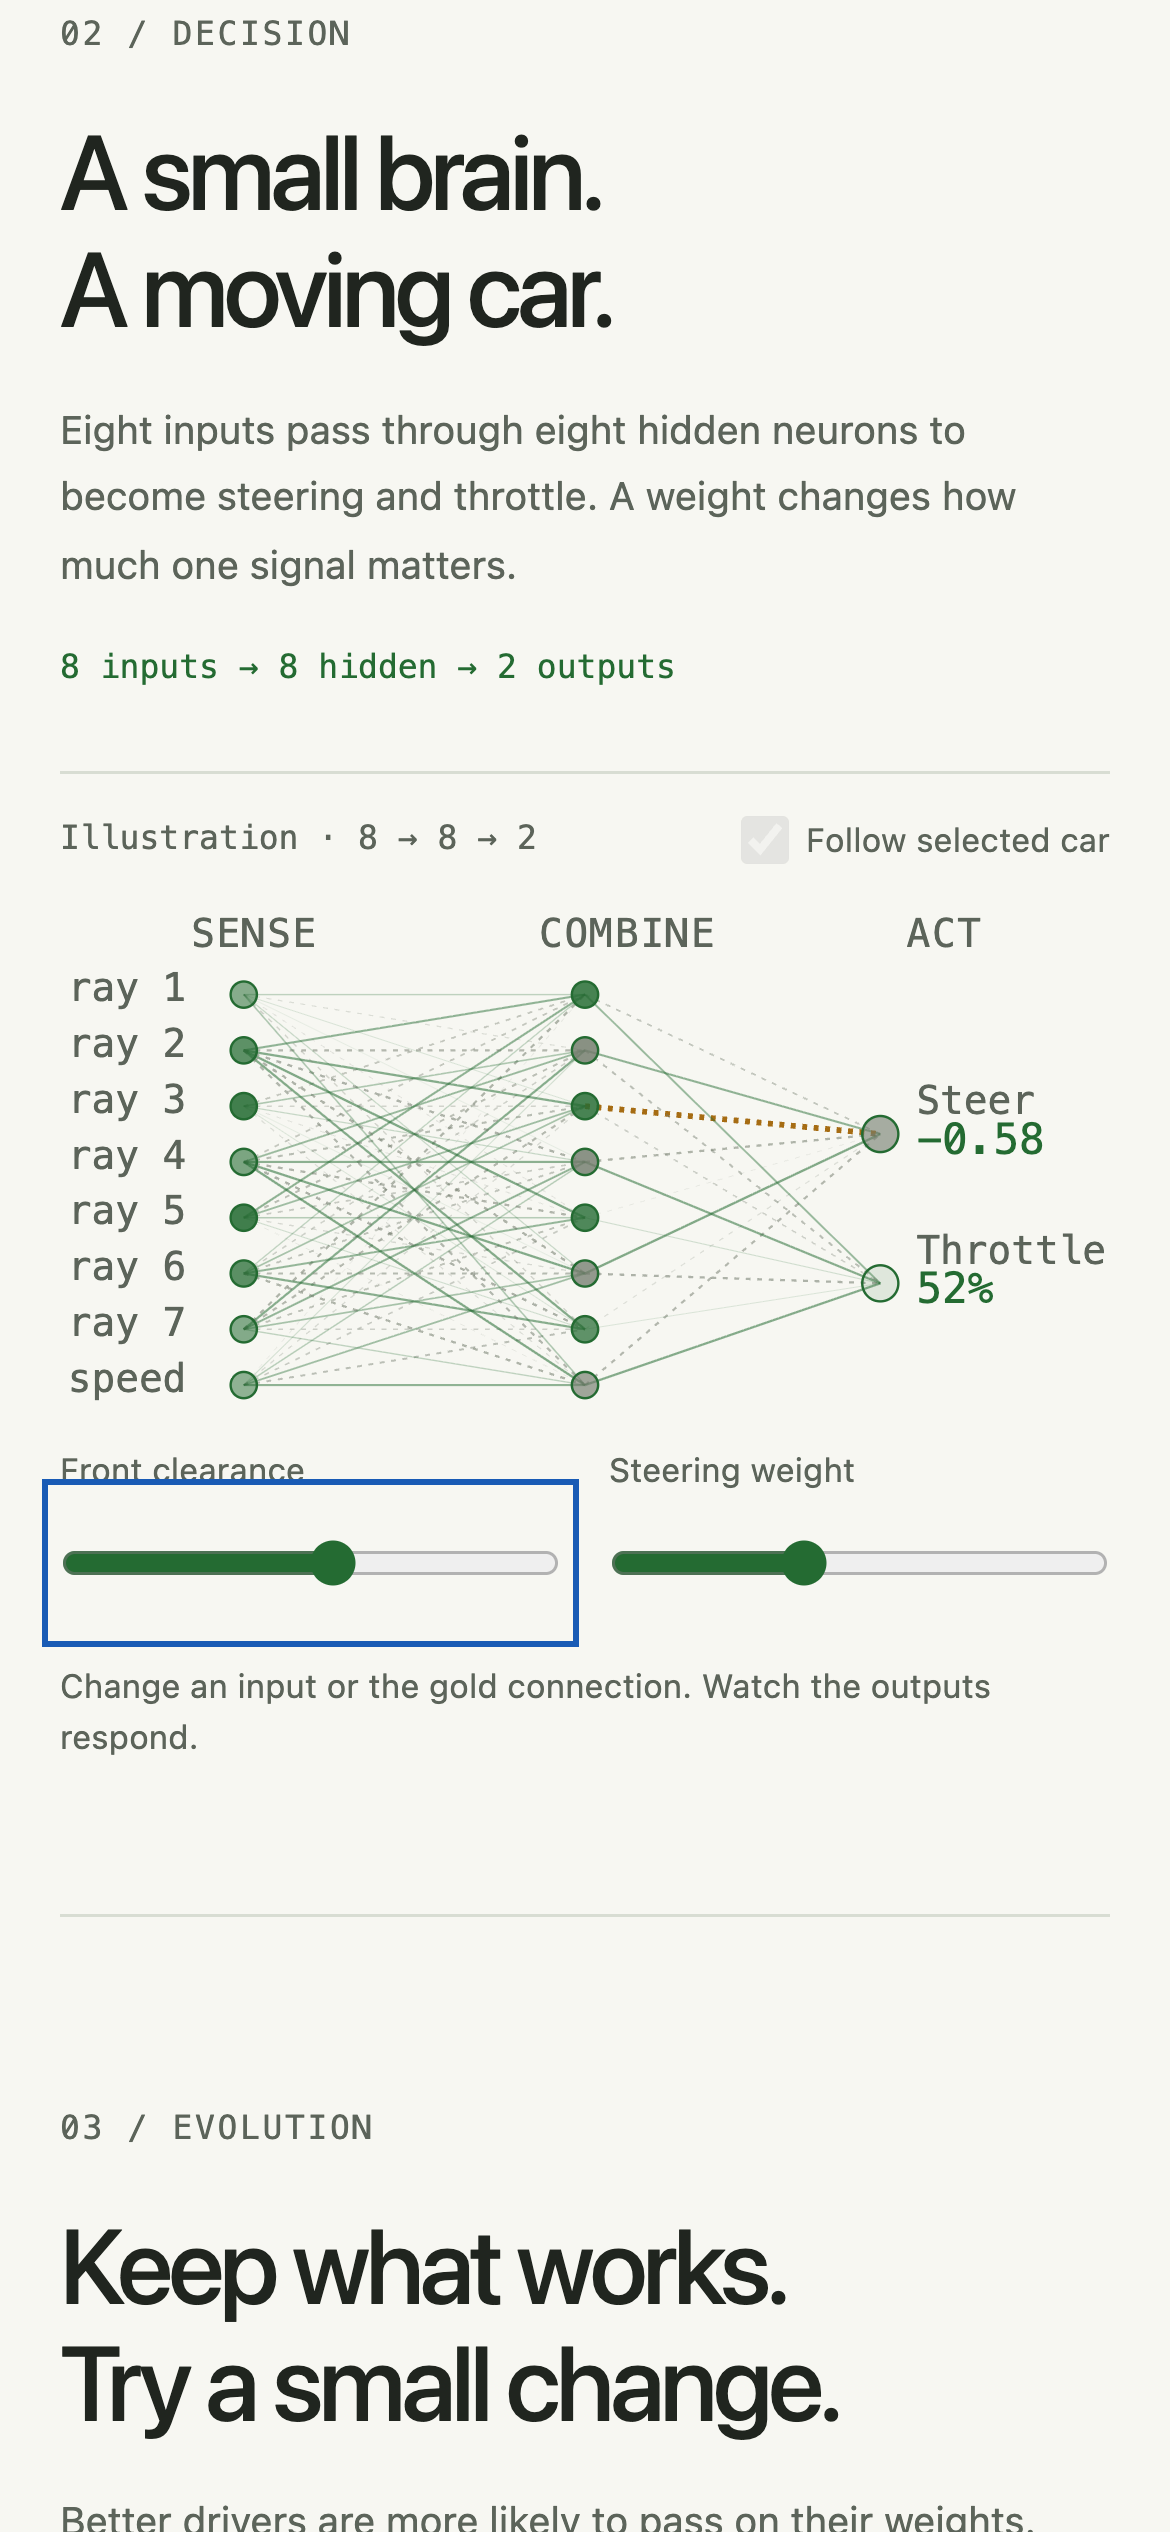 02 / DECISION
A small brain.
A moving car.
Eight inputs pass through eight hidden neurons to
become steering and throttle. A weight changes how
much one signal matters.
8 inputs → 8 hidden → 2 outputs
Illustration · 8 → 8 → 2
Follow selected car
SENSE
COMBINE
ACT
ray 1
ray 2
ray 3
ray 4
ray 5
ray 6
ray 7
speed
Steer
−0.58
Throttle
52%
Front clearance
Steering weight
Change an input or the gold connection. Watch the outputs
respond.
03 / EVOLUTION
Keep what works.
Try a small change.
Better drivers are more likely to pass on their weights.